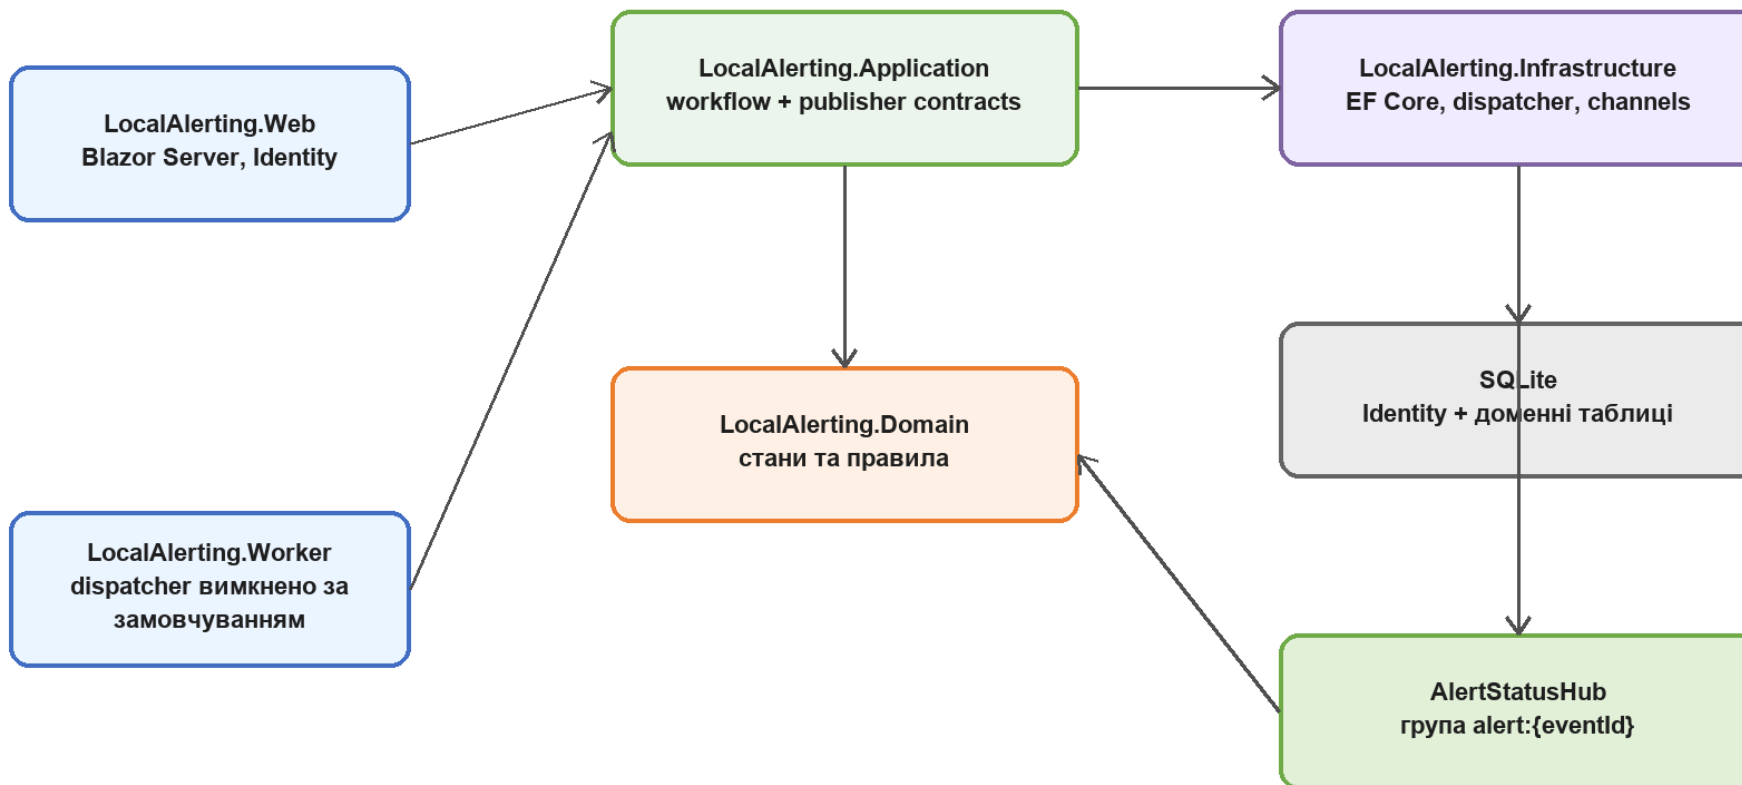 LocalAlerting.Web
Blazor Server, Identity
LocalAlerting.Application
workflow + publisher contracts
LocalAlerting.Infrastructure
EF Core, dispatcher, channels
LocalAlerting.Domain
стани та правила
SQLite
Identity + доменні таблиці
LocalAlerting.Worker
dispatcher вимкнено за
замовчуванням
AlertStatusHub
група alert:{eventId}